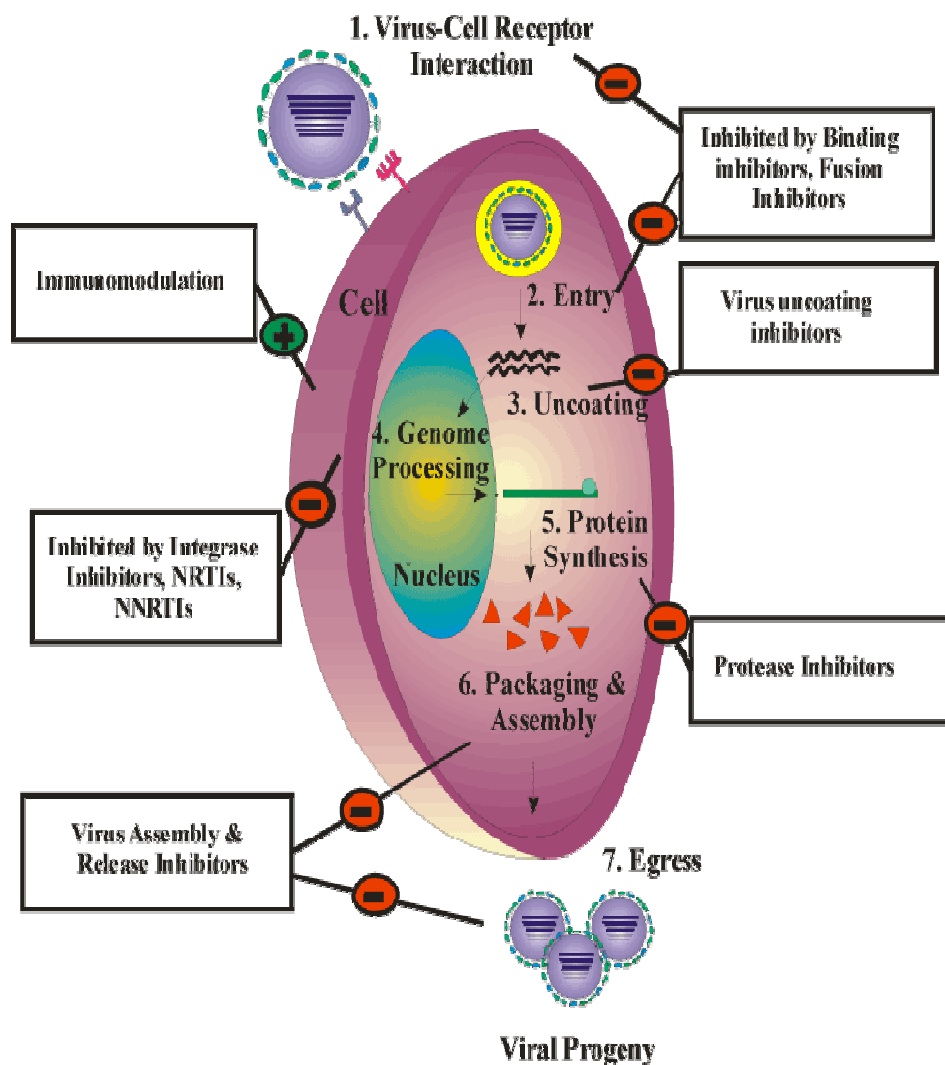 1. Virus-Cell Receptor
Interaction
Inhibited by Binding
inhibitors, Fusion
Inhibitors
Immunomodulation
Cell
2. Entry
Virus uncoating
inhibitors
3. Uncoating
4. Genome
Processing
5. Protein
Synthesis
Inhibited by Integrase
Inhibitors, NRTIs,
NNRTIs
Nucleus
Protease Inhibitors
6. Packaging &
Assembly
Virus Assembly &
Release Inhibitors
7. Egress
Viral Progeny